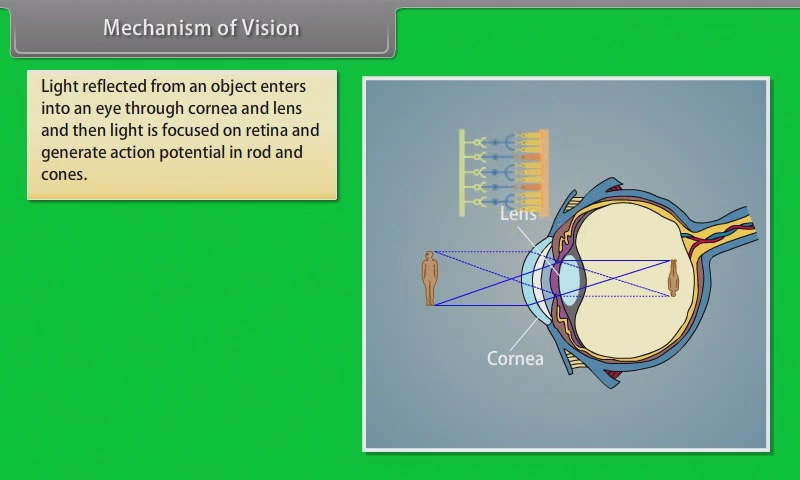 Mechanism of Vision
Light reflected from an object enters
into an eye through cornea and lens
and then light is focused on retina and
generate action potential in rod and
cones.
Lens
Cornea